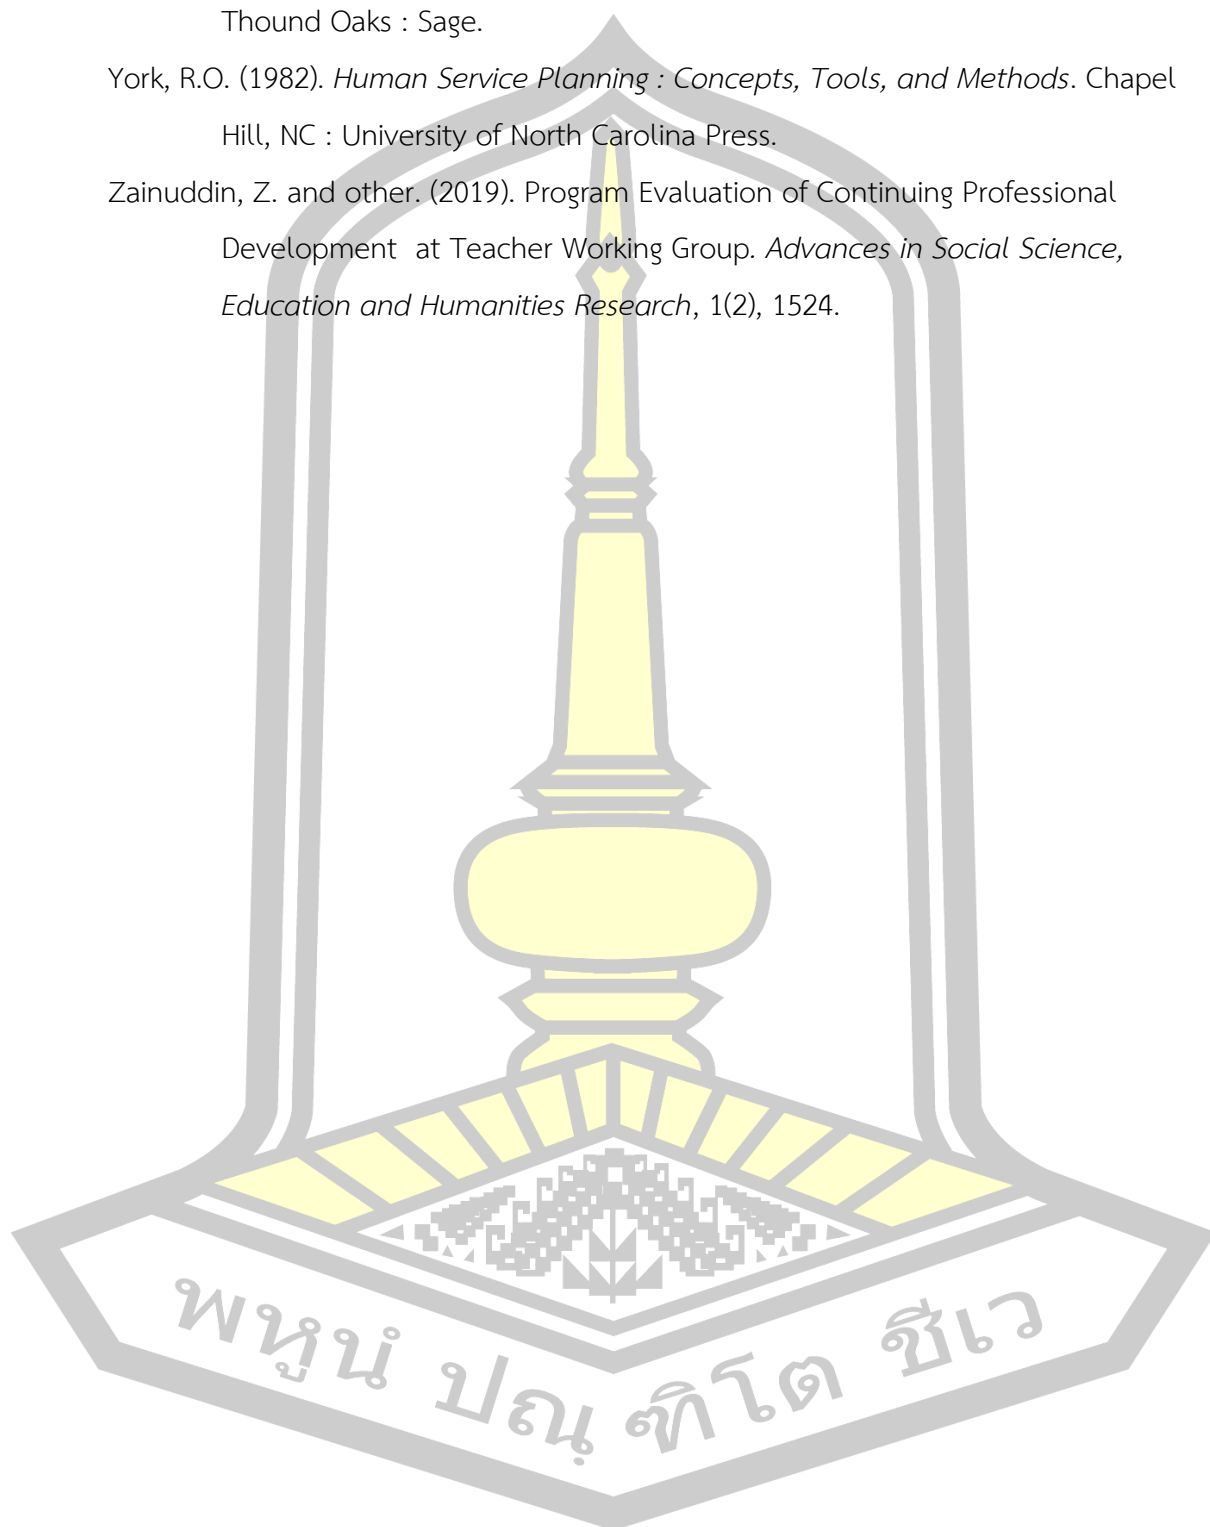 Thound Oaks : Sage.
York, R.O. (1982). Human Service Planning : Concepts, Tools, and Methods. Chapel
Hill, NC : University of North Carolina Press.
Zainuddin, Z. and other. (2019). Program Evaluation of Continuing Professional
Development  at Teacher Working Group. Advances in Social Science,
Education and Humanities Research, 1(2), 1524.
พหูนํ ปณฺ ฑิโต ชีเว